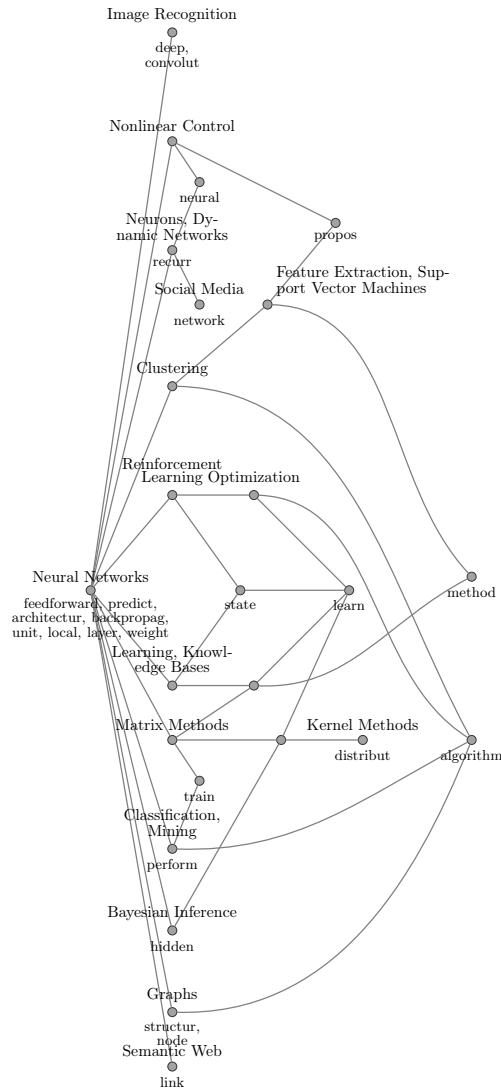 Image Recognition
deep,
convolut
Nonlinear Control
neural
Neurons, Dy-
namic Networks
recurr
propos
Social Media
network
Feature Extraction, Sup-
port Vector Machines
Clustering
Reinforcement
Learning Optimization
Neural Networks
feedforward, predict,
architectur, backpropag,
unit, local, layer, weight
state
learn
method
Learning, Knowl-
edge Bases
Matrix Methods
Kernel Methods
distribut
algorithm
train
Classification,
Mining
perform
Bayesian Inference
hidden
Graphs
structur,
node
Semantic Web
link